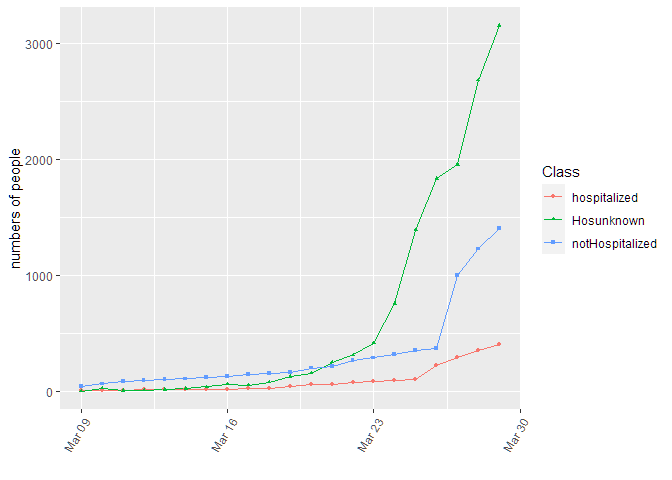 3000
2000
1000
0
numbers of people
Mar 09
Mar 16
Mar 23
Mar 30
Class
hospitalized
Hosunknown
notHospitalized